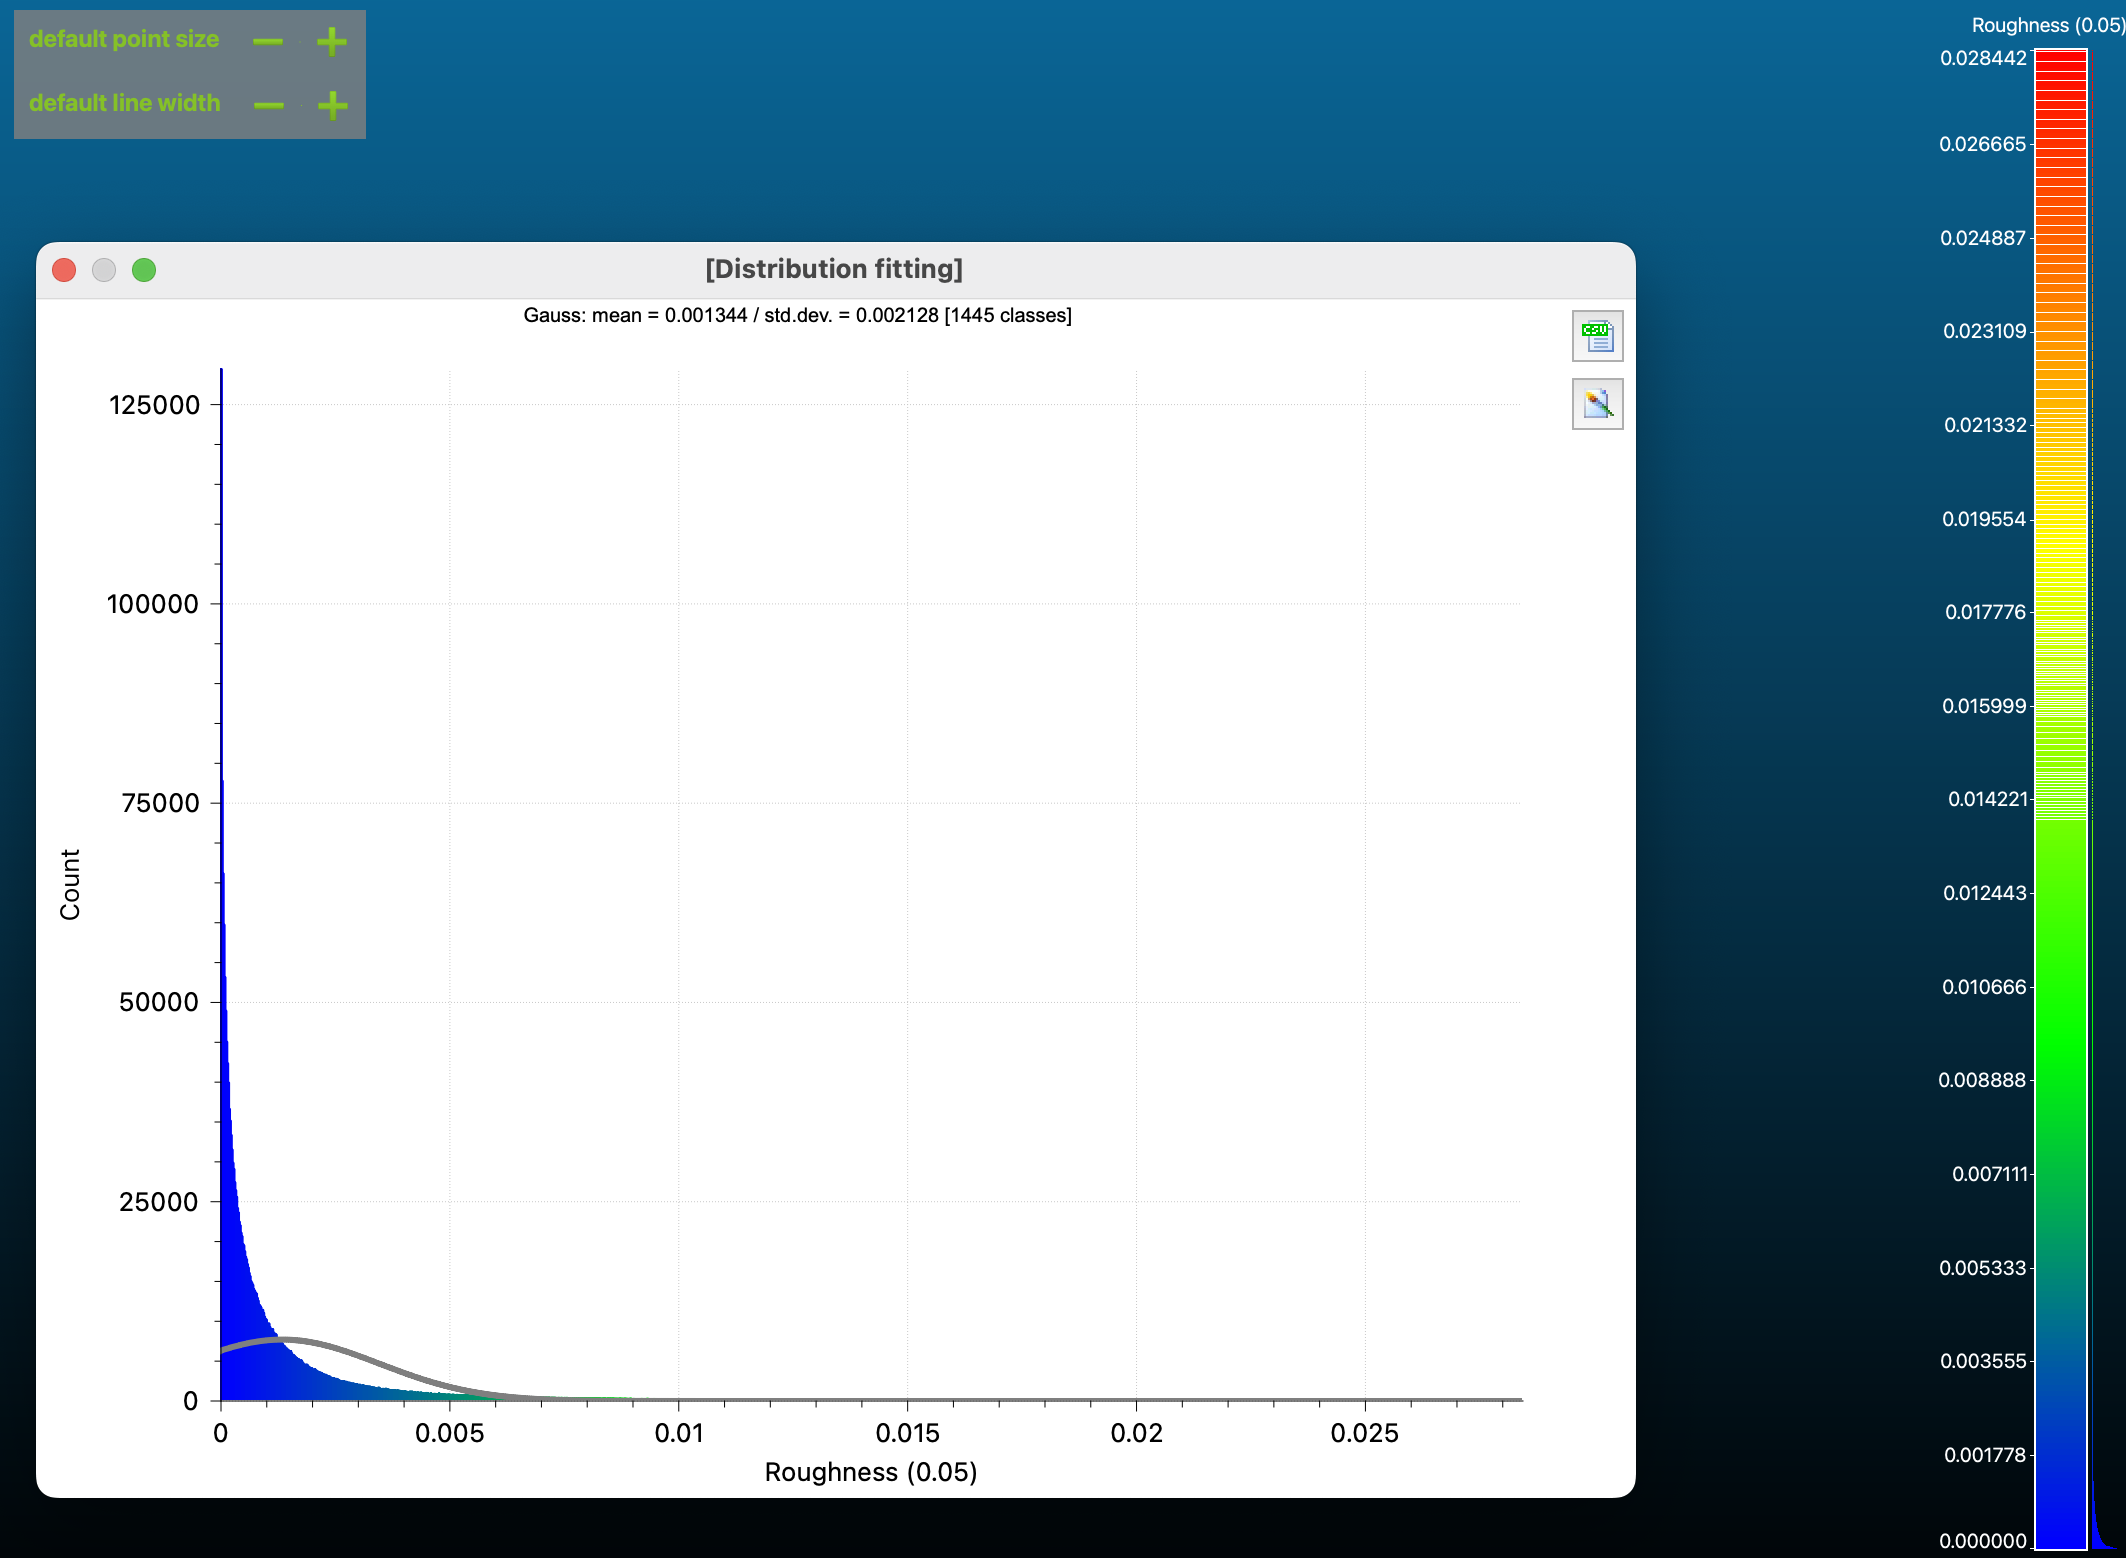 default point size
default line width
Roughness (0.05)
0.028442
0.026665
0.024887
0.023109
0.021332
0.019554
0.017776
0.015999
0.014221
0.012443
0.010666
0.008888
0.007111
0.005333
0.003555
0.001778
0.000000
[Distribution fitting]
Gauss: mean = 0.001344 / std.dev. = 0.002128 [1445 classes]
CSV
125000
100000
75000
50000
25000
0
Count
0 0.005 0.01 0.015 0.02 0.025
Roughness (0.05)